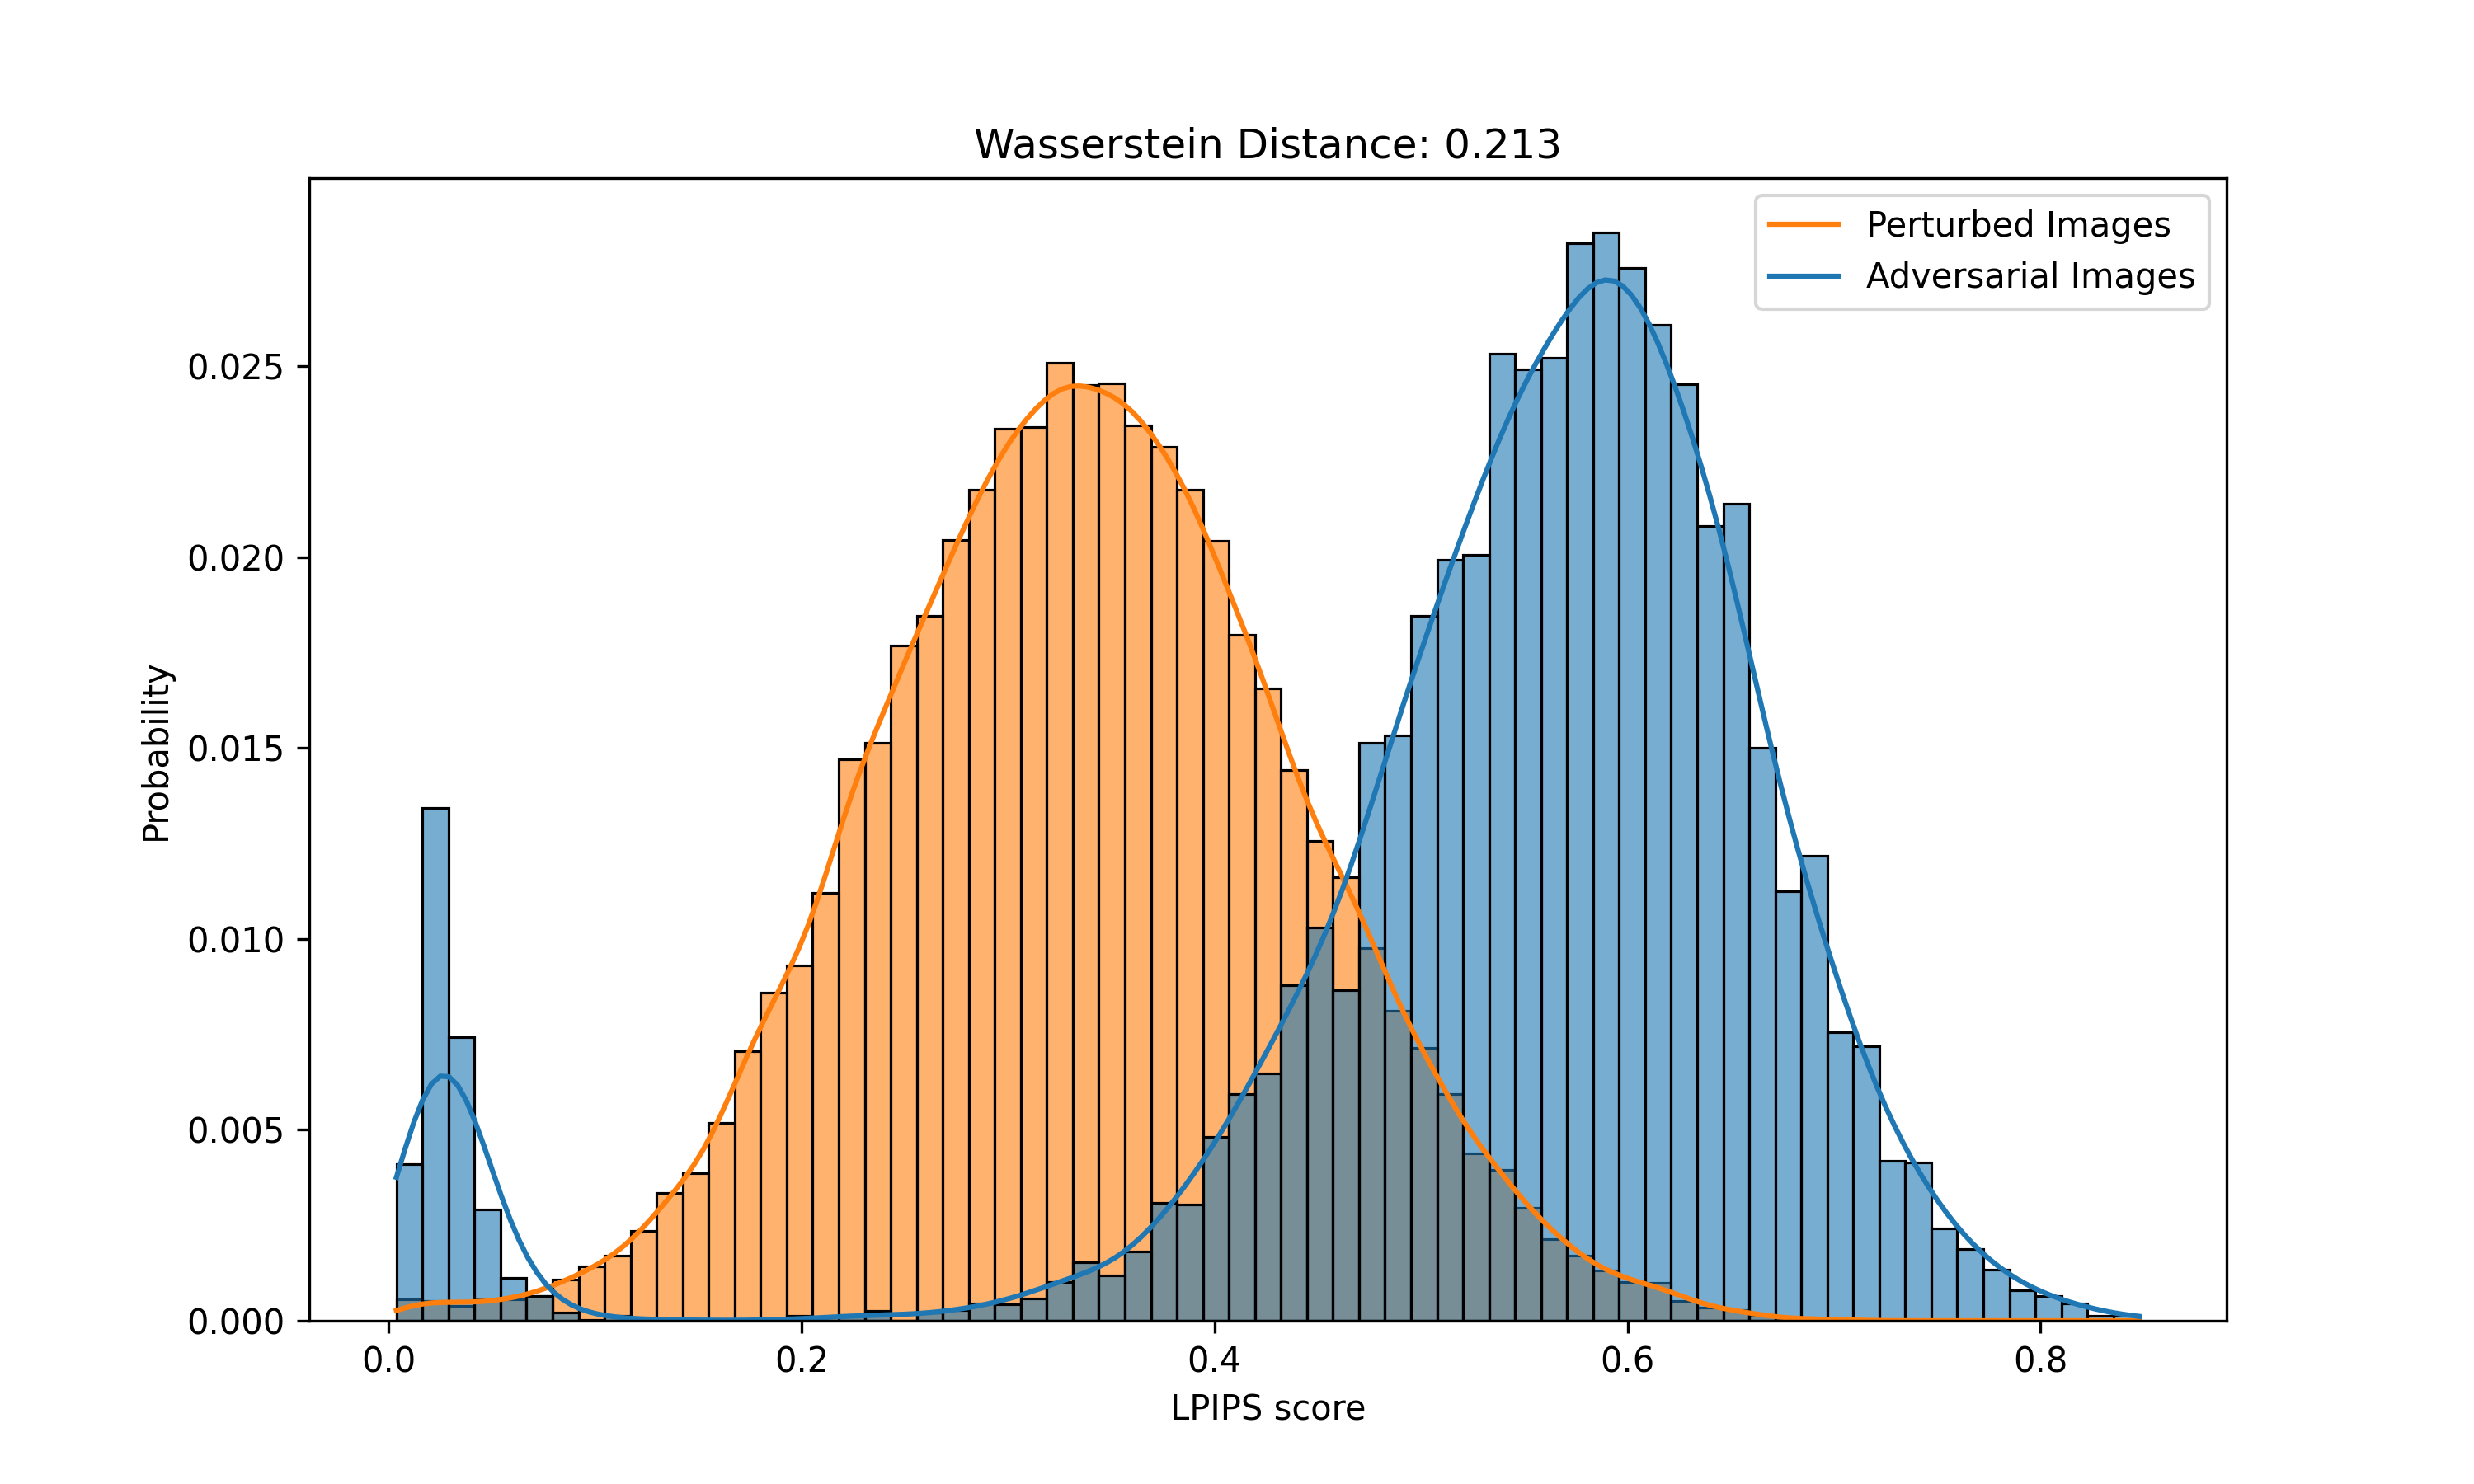 Wasserstein Distance: 0.213
Perturbed Images
Adversarial Images
0.025
0.020
0.015
0.010
0.005
0.000
Probability
0.0 0.2 0.4 0.6 0.8
LPIPS score